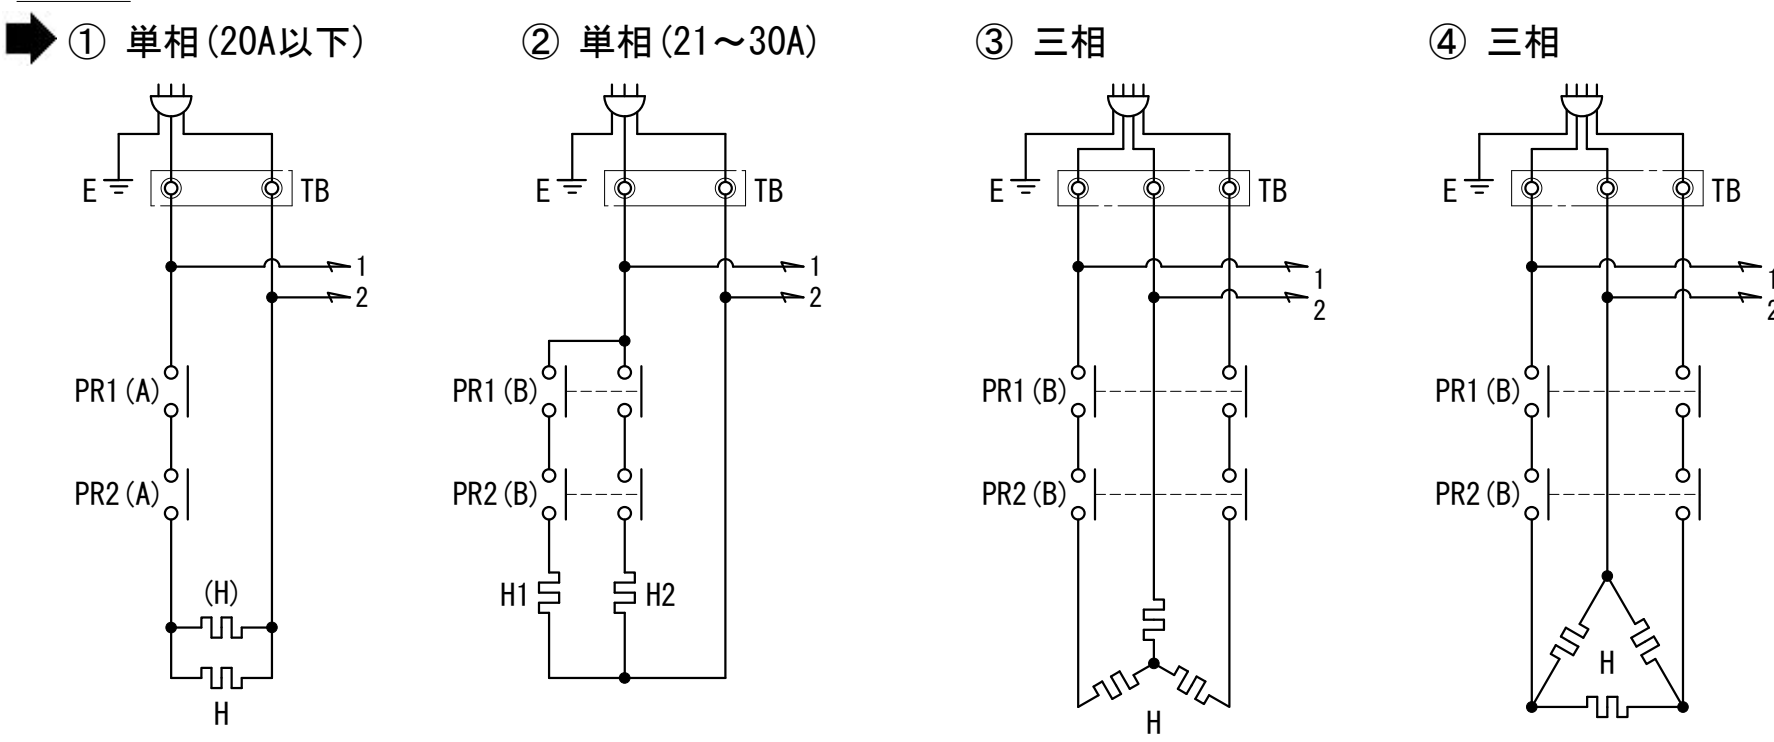 ① 単相(20A以下)
② 単相(21～30A)
③ 三相
④ 三相
E
TB
E
TB
E
TB
E
TB
1
2
1
2
1
2
1
2
PR1(A)
PR1(B)
PR1(B)
PR1(B)
PR2(A)
PR2(B)
PR2(B)
PR2(B)
(H)
H1
H2
H
H
H